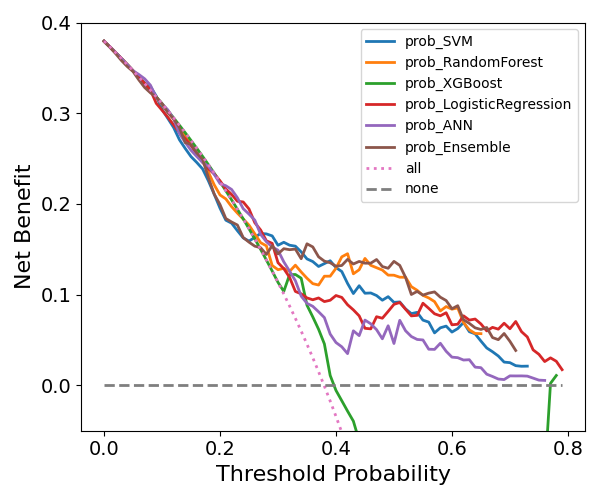 0.4
0.3
0.2
0.1
0.0
Net Benefit
prob_SVM
prob_RandomForest
prob_XGBoost
prob_LogisticRegression
prob_ANN
prob_Ensemble
all
none
0.0 0.2 0.4 0.6 0.8
Threshold Probability